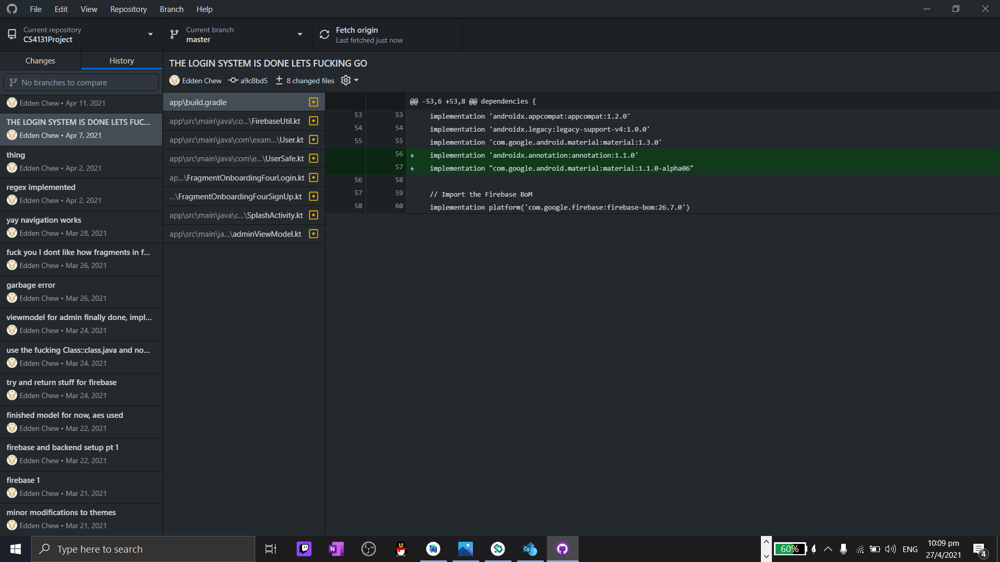 File Edit View Repository Branch Help
Current repository
CS4131Project
Current branch
master
Fetch origin
Last fetched just now
Changes
History
No branches to compare
Edden Chew • Apr 11, 2021
THE LOGIN SYSTEM IS DONE LETS FUC...
Edden Chew • Apr 7, 2021
thing
Edden Chew • Apr 2, 2021
regex implemented
Edden Chew • Apr 2, 2021
yay navigation works
Edden Chew • Mar 28, 2021
fuck you I dont like how fragments in f...
Edden Chew • Mar 26, 2021
garbage error
Edden Chew • Mar 26, 2021
viewmodel for admin finally done, impl...
Edden Chew • Mar 24, 2021
use the fucking Class::class.java and no...
Edden Chew • Mar 24, 2021
try and return stuff for firebase
Edden Chew • Mar 24, 2021
finished model for now, aes used
Edden Chew • Mar 22, 2021
firebase and backend setup pt 1
Edden Chew • Mar 22, 2021
firebase 1
Edden Chew • Mar 21, 2021
minor modifications to themes
Edden Chew • Mar 21, 2021
THE LOGIN SYSTEM IS DONE LETS FUCKING GO
Edden Chew a9c8bd5 8 changed files
app\build.gradle
app\src\main\java\co...\FirebaseUtil.kt
app\src\main\java\com\exam...\User.kt
app\src\main\java\com\e...\UserSafe.kt
ap...\FragmentOnboardingFourLogin.kt
...\FragmentOnboardingFourSignUp.kt
app\src\main\java\c...\SplashActivity.kt
app\src\main\ja...\adminViewModel.kt
@@ -53,6 +53,8 @@ dependencies {
53 53 implementation 'androidx.appcompat:appcompat:1.2.0'
54 54 implementation 'androidx.legacy:legacy-support-v4:1.0.0'
55 55 implementation 'com.google.android.material:material:1.3.0'
56 + implementation 'androidx.annotation:annotation:1.1.0'
57 + implementation "com.google.android.material:material:1.1.0-alpha06"
56 58
57 59 // Import the Firebase BoM
58 60 implementation platform('com.google.firebase:firebase-bom:26.7.0')
Type here to search
N
Cg
60%
ENG
10:09 pm
27/4/2021
4